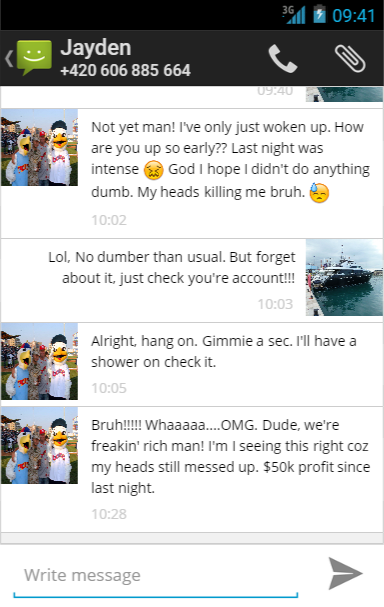 3G 09:41
Jayden
+420 606 885 664
09:40
Not yet man! I've only just woken up. How
are you up so early?? Last night was
intense 😖 God I hope I didn't do anything
dumb. My heads killing me bruh. 😓
10:02
Lol, No dumber than usual. But forget
about it, just check you're account!!!
10:03
Alright, hang on. Gimmie a sec. I'll have a
shower on check it.
10:05
Bruh!!!!! Whaaaaa....OMG. Dude, we're
freakin' rich man! I'm I seeing this right coz
my heads still messed up. $50k profit since
last night.
10:28
Write message